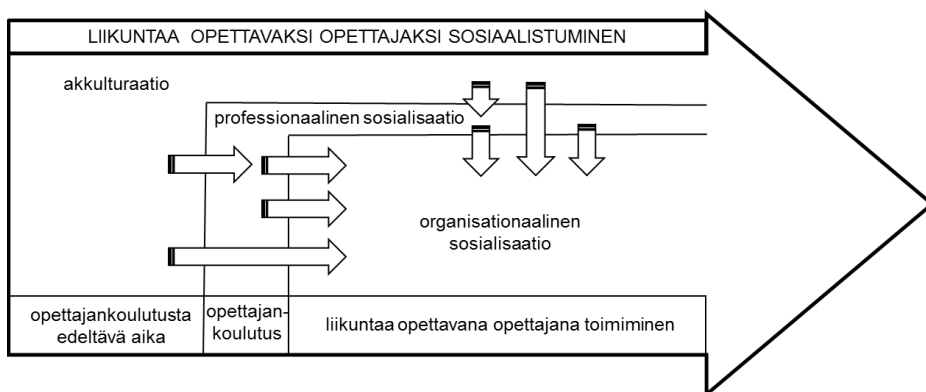 LIIKUNTAA OPETTAVAKSI OPETTAJAKSI SOSIAALISTUMINEN
akkulturaatio
professionaalinen sosialisaatio
organisationaalinen
sosialisaatio
opettajankoulutusta
edeltävä aika
opettajan-
koulutus
liikuntaa opettavana opettajana toimiminen